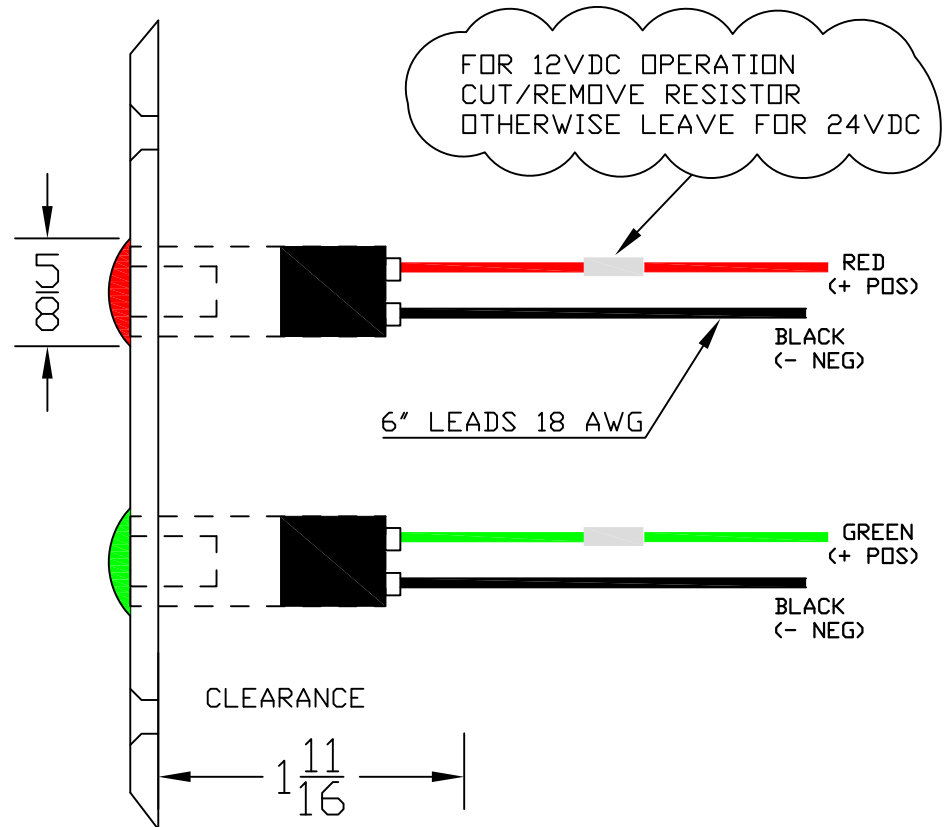 FOR 12VDC OPERATION
CUT/REMOVE RESISTOR
OTHERWISE LEAVE FOR 24VDC
5/8
RED
(+ POS)
BLACK
(- NEG)
6" LEADS 18 AWG
GREEN
(+ POS)
BLACK
(- NEG)
CLEARANCE
1 11/16